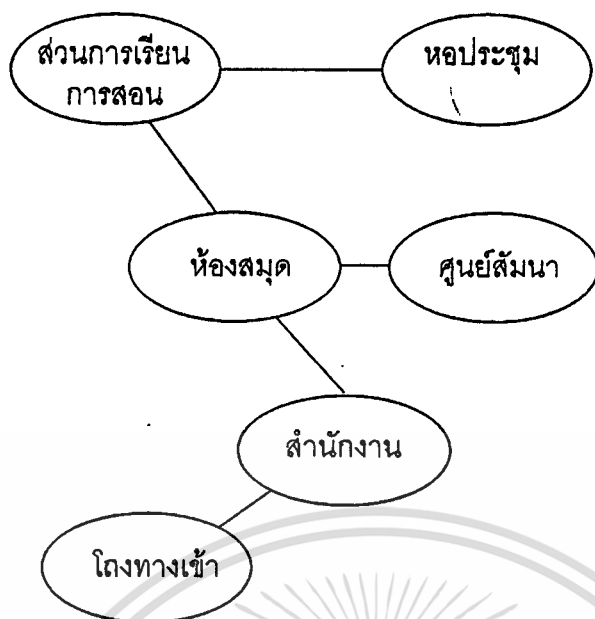 ส่วนการเรียน
การสอน
หอประชุม
ห้องสมุด
ศูนย์สัมนา
สำนักงาน
โถงทางเข้า